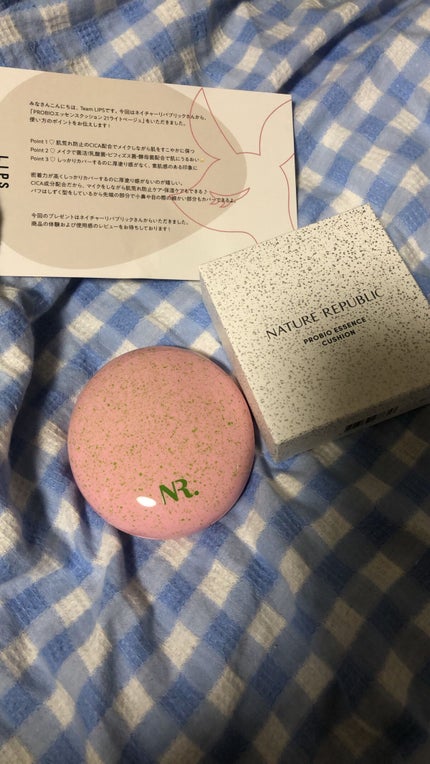 みなさんこんにちは、Team LIPSです。今回はネイチャーリパブリックさんから、
「PROBIOエッセンスクッション 21ライトベージュ」をいただきました。
使い方のポイントをお伝えします！
Point 1 ♡ 肌荒れ防止のCICA配合でメイクしながら肌をすこやかに保つ
Point 2 ♡ メイクで菌活！乳酸菌・ビフィズス菌・酵母菌配合で肌にうるおい…
Point 3 ♡ しっかりカバーするのに厚塗り感がなく、素肌感のある印象に
密着力が高くしっかりカバーするのに厚塗り感がないのが嬉しい。
CICA成分配合だから、マイクをしながら肌荒れ防止ケア・保湿ケアもできる♪
パフはしずく型をしているから先端の部分で小鼻や目の際の細かい部分もカバーできるよ。
今回のプレゼントはネイチャーリパブリックさんからいただきました。
商品の体験および使用感のレビューをお待ちしております！
LIPS
NATURE REPUBLIC
PROBIO ESSENCE
CUSHION
NR.